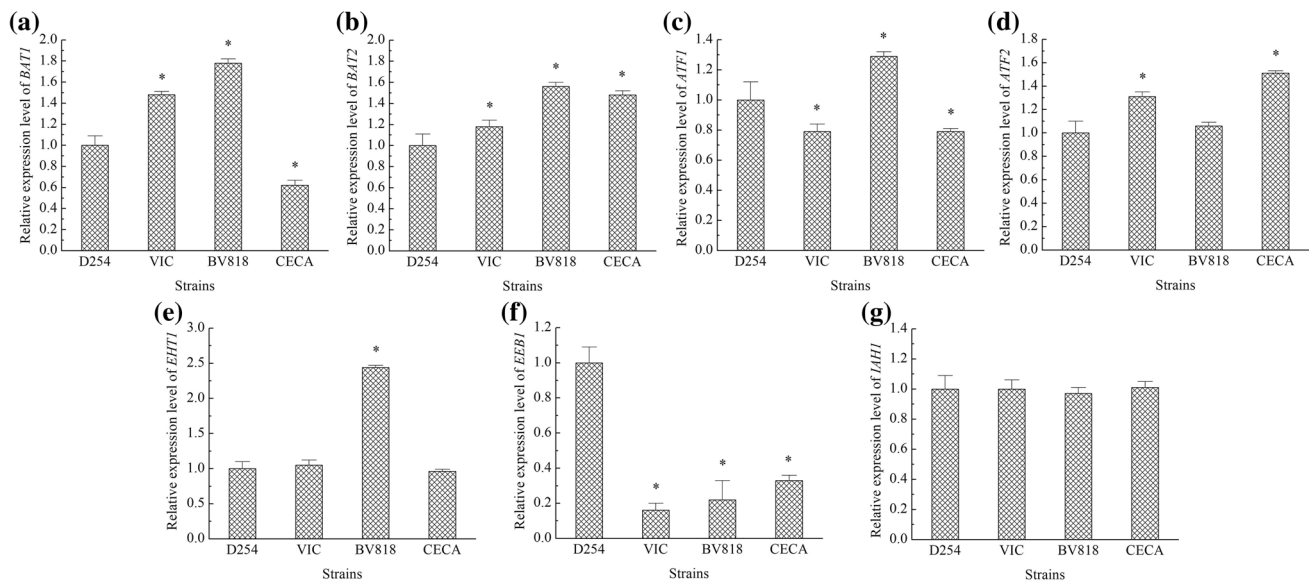 (a)
Relative expression level of BAT1
2.0
1.8
1.6
1.4
1.2
1.0
0.8
0.6
0.4
0.2
0.0
*
*
*
D254 VIC BV818 CECA
Strains
(b)
Relative expression level of BAT2
2.0
1.8
1.6
1.4
1.2
1.0
0.8
0.6
0.4
0.2
0.0
*
*
*
D254 VIC BV818 CECA
Strains
(c)
Relative expression level of ATF1
1.4
1.2
1.0
0.8
0.6
0.4
0.2
0.0
*
*
*
D254 VIC BV818 CECA
Strains
(d)
Relative expression level of ATF2
1.8
1.6
1.4
1.2
1.0
0.8
0.6
0.4
0.2
0.0
*
*
D254 VIC BV818 CECA
Strains
(e)
Relative expression level of EHT1
3.0
2.5
2.0
1.5
1.0
0.5
0.0
*
D254 VIC BV818 CECA
Strains
(f)
Relative expression level of EEB1
1.2
1.0
0.8
0.6
0.4
0.2
0.0
*
*
*
D254 VIC BV818 CECA
Strains
(g)
Relative expression level of IAH1
1.4
1.2
1.0
0.8
0.6
0.4
0.2
0.0
D254 VIC BV818 CECA
Strains